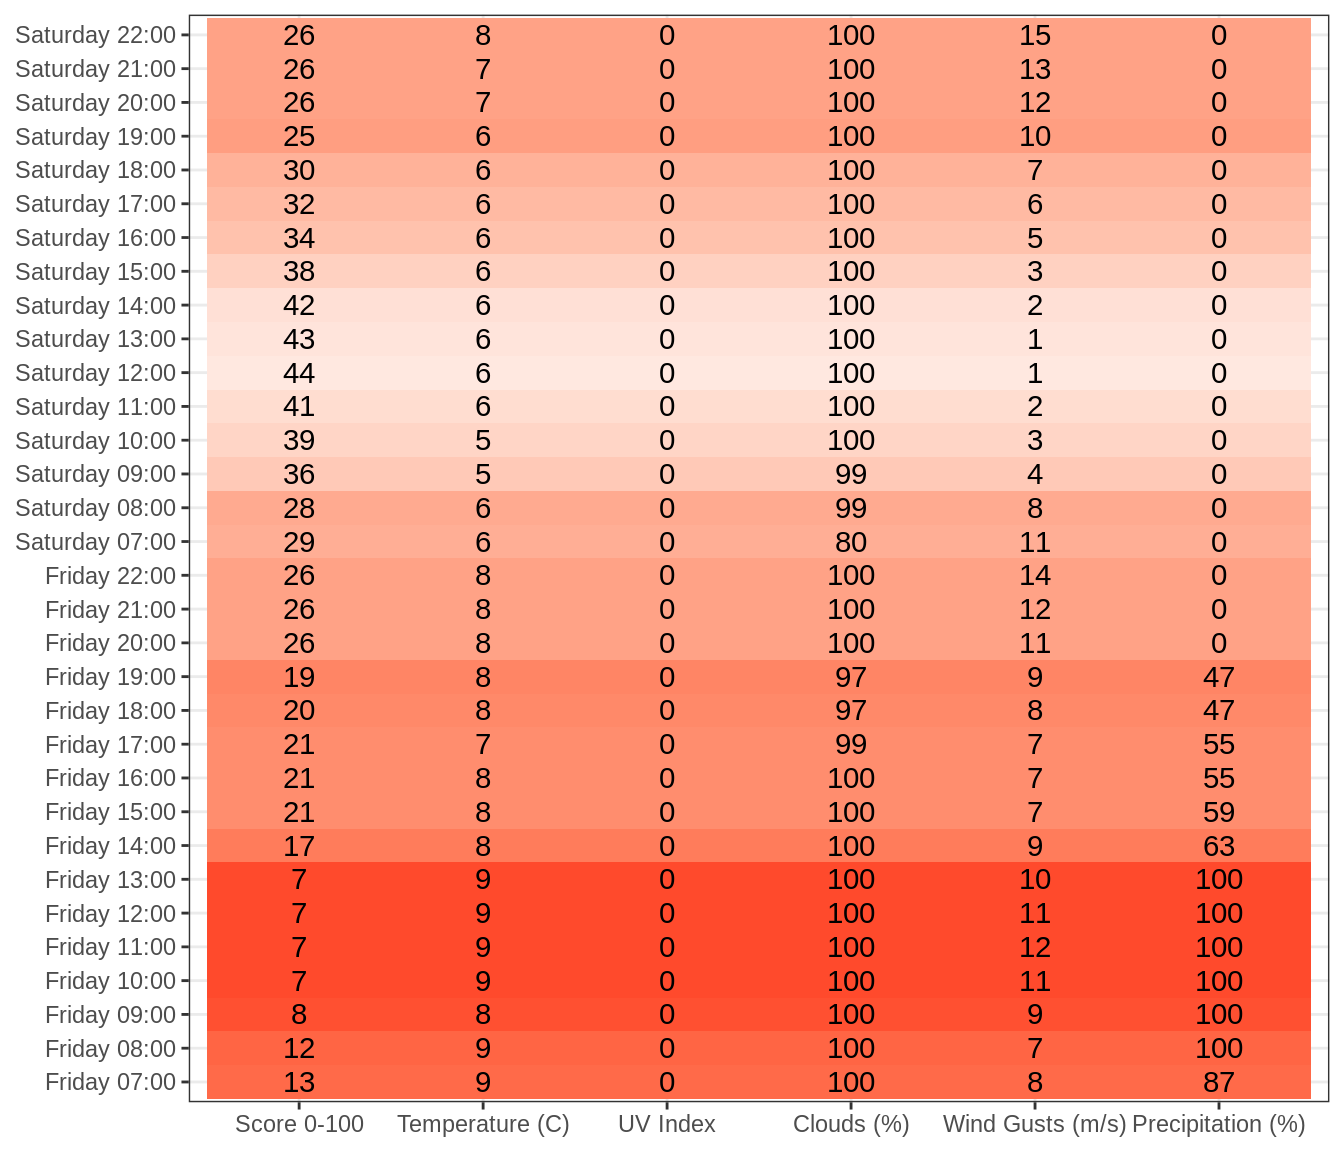 Saturday 22:00 26 8 0 100 15 0
Saturday 21:00 26 7 0 100 13 0
Saturday 20:00 26 7 0 100 12 0
Saturday 19:00 25 6 0 100 10 0
Saturday 18:00 30 6 0 100 7 0
Saturday 17:00 32 6 0 100 6 0
Saturday 16:00 34 6 0 100 5 0
Saturday 15:00 38 6 0 100 3 0
Saturday 14:00 42 6 0 100 2 0
Saturday 13:00 43 6 0 100 1 0
Saturday 12:00 44 6 0 100 1 0
Saturday 11:00 41 6 0 100 2 0
Saturday 10:00 39 5 0 100 3 0
Saturday 09:00 36 5 0 99 4 0
Saturday 08:00 28 6 0 99 8 0
Saturday 07:00 29 6 0 80 11 0
Friday 22:00 26 8 0 100 14 0
Friday 21:00 26 8 0 100 12 0
Friday 20:00 26 8 0 100 11 0
Friday 19:00 19 8 0 97 9 47
Friday 18:00 20 8 0 97 8 47
Friday 17:00 21 7 0 99 7 55
Friday 16:00 21 8 0 100 7 55
Friday 15:00 21 8 0 100 7 59
Friday 14:00 17 8 0 100 9 63
Friday 13:00 7 9 0 100 10 100
Friday 12:00 7 9 0 100 11 100
Friday 11:00 7 9 0 100 12 100
Friday 10:00 7 9 0 100 11 100
Friday 09:00 8 8 0 100 9 100
Friday 08:00 12 9 0 100 7 100
Friday 07:00 13 9 0 100 8 87
Score 0-100 Temperature (C) UV Index Clouds (%) Wind Gusts (m/s) Precipitation (%)